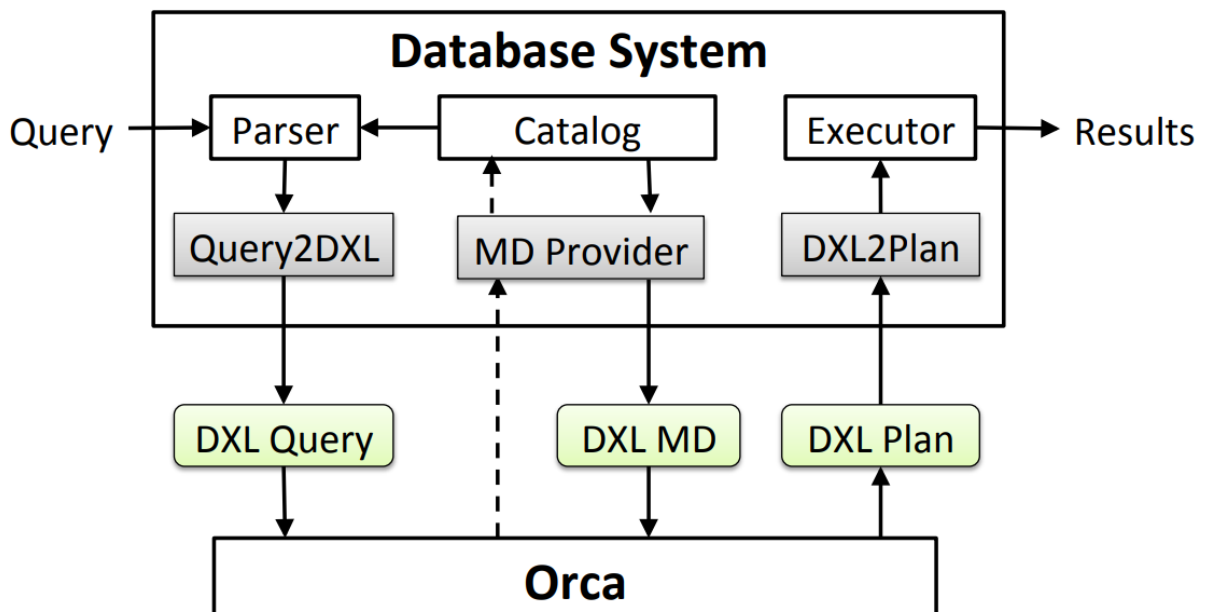 Database System
Query
Parser
Catalog
Executor
Results
Query2DXL
MD Provider
DXL2Plan
DXL Query
DXL MD
DXL Plan
Orca